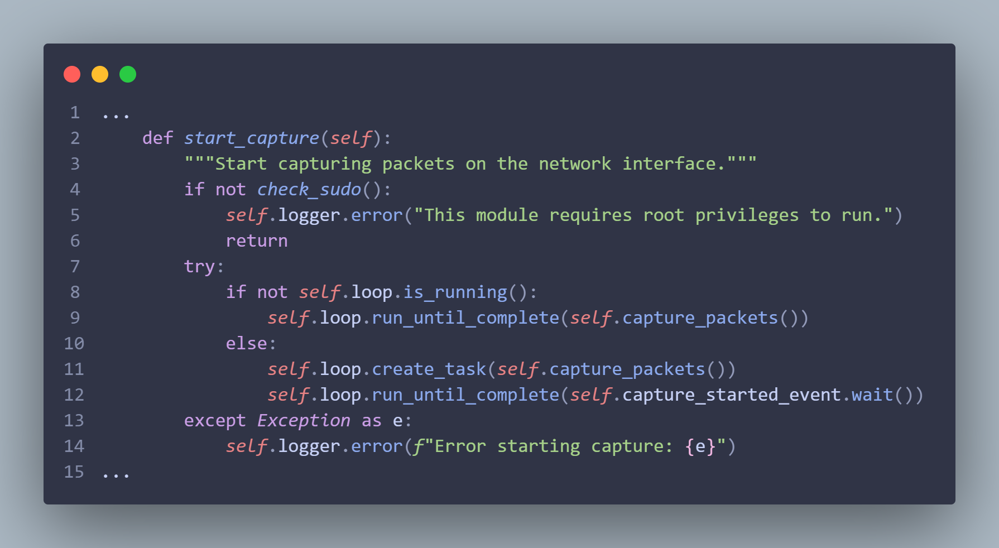 1 ...
2     def start_capture(self):
3         """Start capturing packets on the network interface."""
4         if not check_sudo():
5             self.logger.error("This module requires root privileges to run.")
6             return
7         try:
8             if not self.loop.is_running():
9                 self.loop.run_until_complete(self.capture_packets())
10             else:
11                 self.loop.create_task(self.capture_packets())
12                 self.loop.run_until_complete(self.capture_started_event.wait())
13         except Exception as e:
14             self.logger.error(f"Error starting capture: {e}")
15 ...